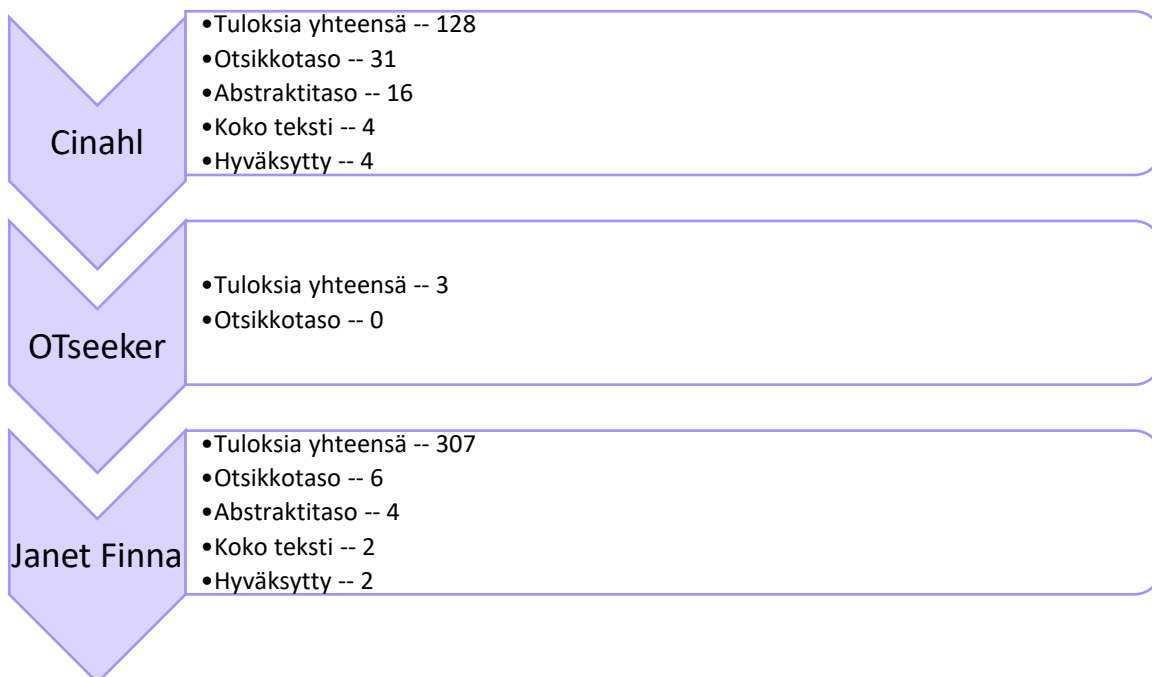 Cinahl
•Tuloksia yhteensä -- 128
•Otsikkotaso -- 31
•Abstraktitaso -- 16
•Koko teksti -- 4
•Hyväksytty -- 4
OTseeker
•Tuloksia yhteensä -- 3
•Otsikkotaso -- 0
Janet Finna
•Tuloksia yhteensä -- 307
•Otsikkotaso -- 6
•Abstraktitaso -- 4
•Koko teksti -- 2
•Hyväksytty -- 2